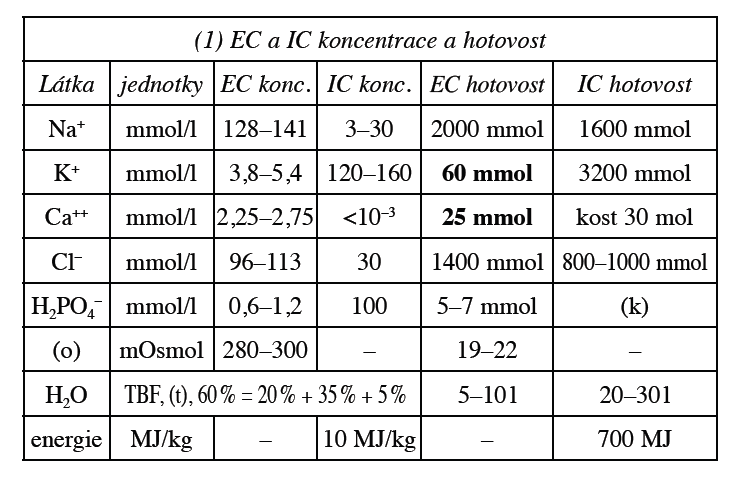 (1) EC a IC koncentrace a hotovost
Látka jednotky EC konc. IC konc. EC hotovost IC hotovost
Na⁺ mmol/l 128–141 3–30 2000 mmol 1600 mmol
K⁺ mmol/l 3,8–5,4 120–160 60 mmol 3200 mmol
Ca⁺⁺ mmol/l 2,25–2,75 <10⁻³ 25 mmol kost 30 mol
Cl⁻ mmol/l 96–113 30 1400 mmol 800–1000 mmol
H₂PO₄⁻ mmol/l 0,6–1,2 100 5–7 mmol (k)
(o) mOsmol 280–300 – 19–22 –
H₂O TBF, (t), 60 % = 20 % + 35 % + 5 % 5–101 20–301
energie MJ/kg – 10 MJ/kg – 700 MJ